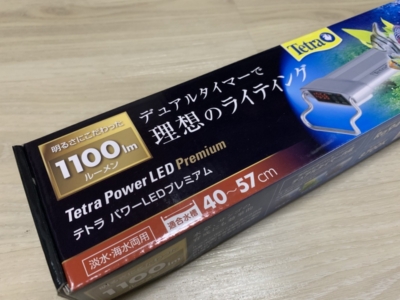 Tetra
デュアルタイマーで
理想のライティング
明るさにこだわった
1100lm
ルーメン
Tetra Power LED Premium
テトラ パワーLEDプレミアム
適合水槽 40〜57cm
淡水・海水両用
1100lm